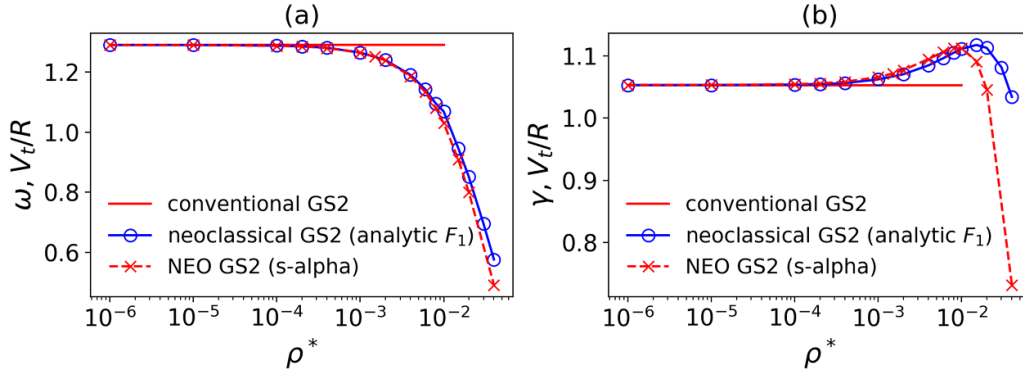 (a)
ω, V_t/R
1.2
1.0
0.8
0.6
conventional GS2
neoclassical GS2 (analytic F_1)
NEO GS2 (s-alpha)
10^{-6}
10^{-5}
10^{-4}
10^{-3}
10^{-2}
ρ^*
(b)
γ, V_t/R
1.1
1.0
0.9
0.8
conventional GS2
neoclassical GS2 (analytic F_1)
NEO GS2 (s-alpha)
10^{-6}
10^{-5}
10^{-4}
10^{-3}
10^{-2}
ρ^*